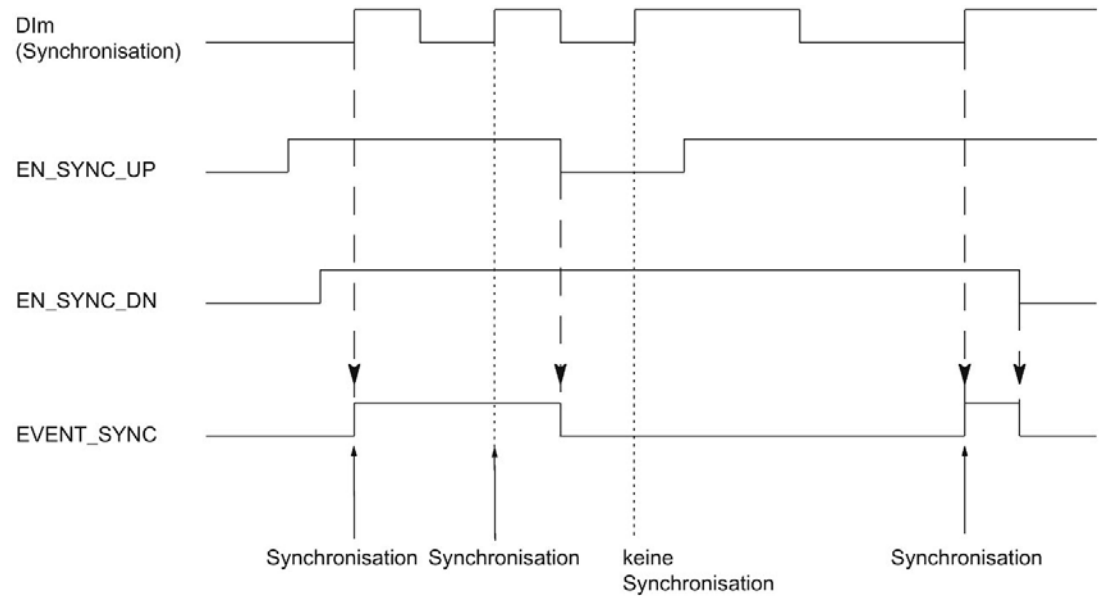 DIm
(Synchronisation)
EN_SYNC_UP
EN_SYNC_DN
EVENT_SYNC
Synchronisation Synchronisation keine Synchronisation
Synchronisation